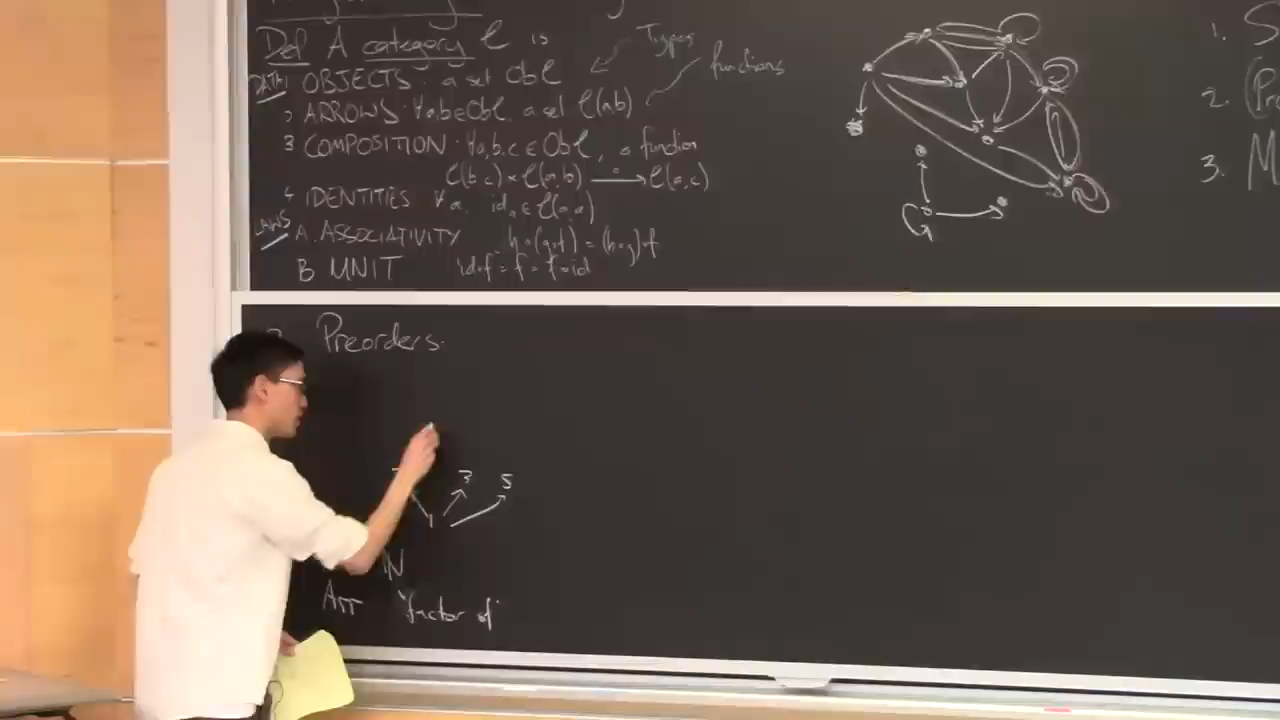 Def A category C is
DATA 1 OBJECTS: a set Ob C
Types
functions
2 ARROWS: ∀a,b∈Ob C, a set C(a,b)
3 COMPOSITION: ∀a,b,c ∈ Ob C, a function
C(b,c) × C(a,b) —∘→ C(a,c)
4 IDENTITIES ∀a, id_a ∈ C(a,a)
LAWS A. ASSOCIATIVITY h∘(g∘f) = (h∘g)∘f
B UNIT id∘f = f = f∘id
1. S
2. (Pr
3. M
Preorders.
3 5
1
N
Arr "factor of"